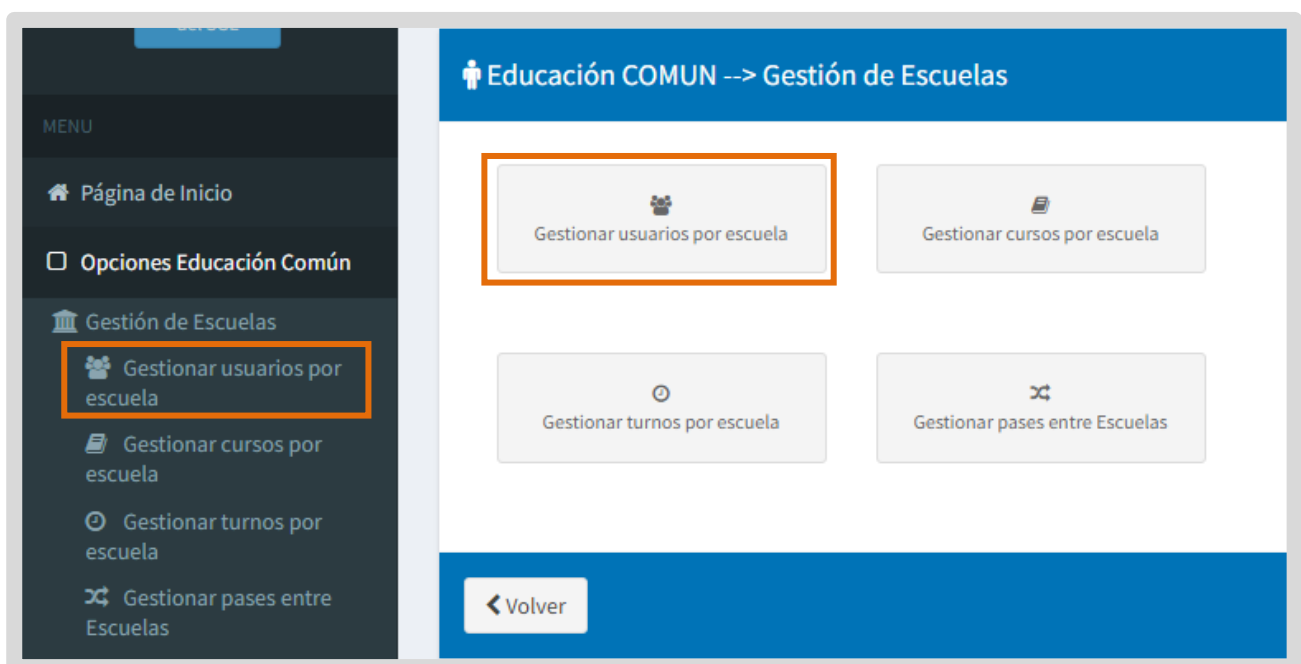 MENU
Página de Inicio
Opciones Educación Común
Gestión de Escuelas
Gestionar usuarios por
escuela
Gestionar cursos por
escuela
Gestionar turnos por
escuela
Gestionar pases entre
Escuelas
Educación COMUN --> Gestión de Escuelas
Gestionar usuarios por escuela
Gestionar cursos por escuela
Gestionar turnos por escuela
Gestionar pases entre Escuelas
Volver